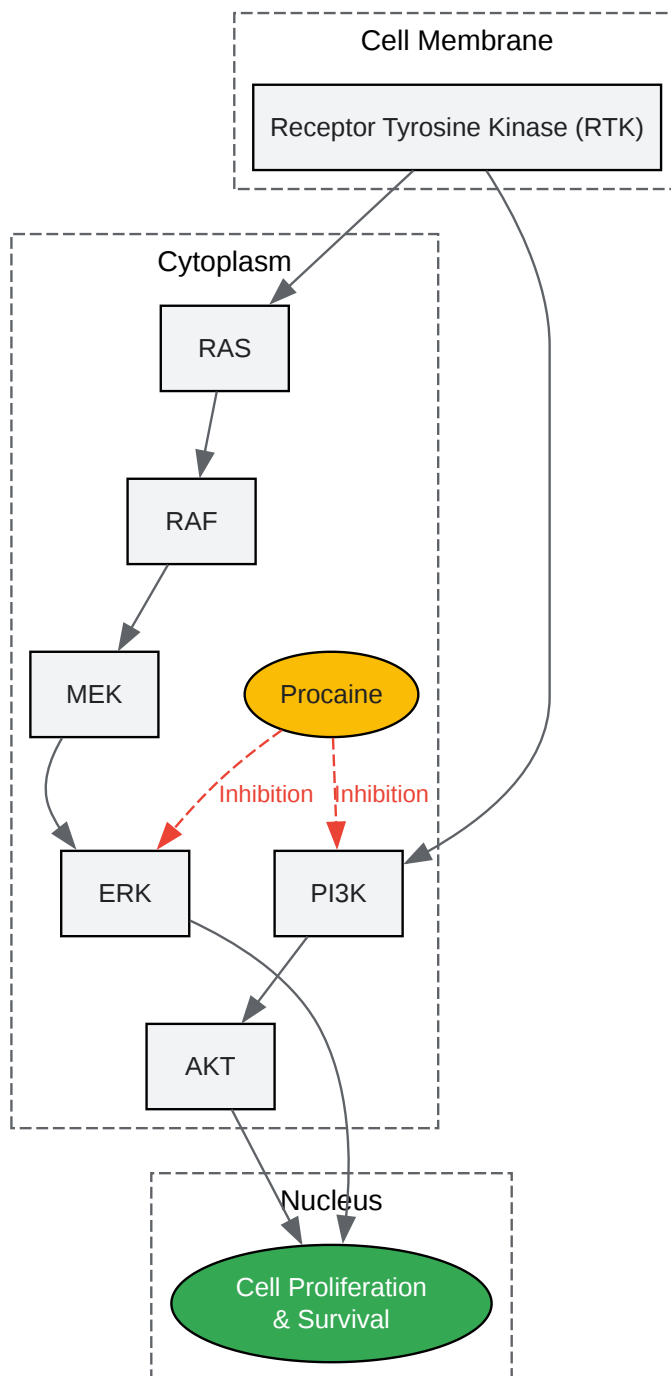 Cell Membrane
Receptor Tyrosine Kinase (RTK)
Cytoplasm
RAS
RAF
MEK
Procaine
Inhibition
Inhibition
ERK
PI3K
AKT
Nucleus
Cell Proliferation
& Survival